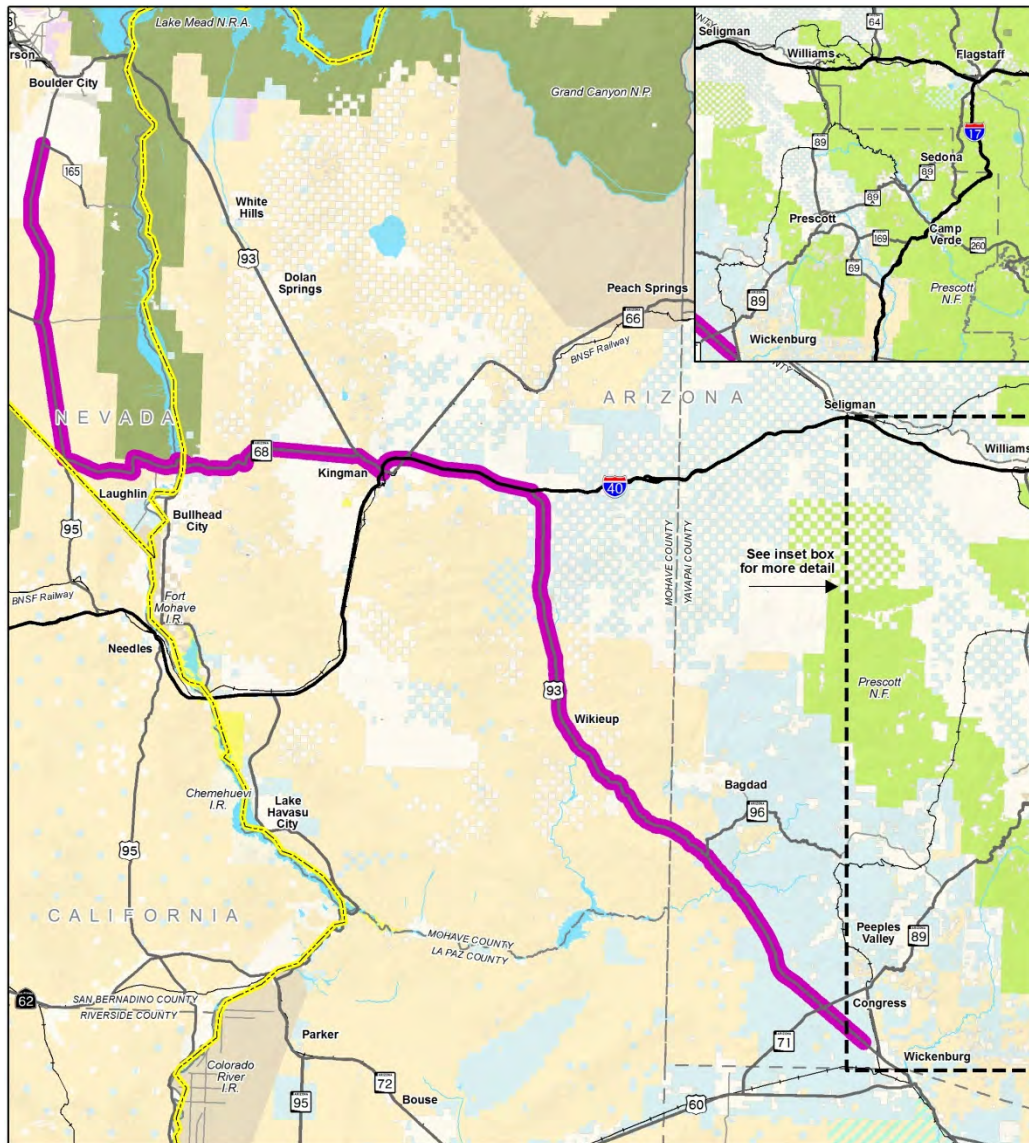 Lake Mead N.R.A.
rson
Boulder City
Grand Canyon N.P.
165
White
Hills
93
Dolan
Springs
Peach Springs
66
BNSF Railway
NEVADA
ARIZONA
68
Kingman
40
Laughlin
Bullhead
City
95
BNSF Railway
Fort
Mohave
I.R.
Needles
MOHAVE COUNTY
YAVAPAI COUNTY
Seligman
Williams
See inset box
for more detail
Prescott
N.F.
93
Wikieup
Bagdad
96
Chemehuevi
I.R.
Lake
Havasu
City
95
CALIFORNIA
MOHAVE COUNTY
LA PAZ COUNTY
Peeples
Valley
89
62
SAN BERNADINO COUNTY
RIVERSIDE COUNTY
Congress
Parker
71
Wickenburg
Colorado
River
I.R.
72
95
Bouse
60
COUNTY
64
Seligman
Williams
Flagstaff
17
89
Sedona
89
A
89
A
Prescott
169
Camp
Verde
260
69
89
Prescott
N.F.
Wickenburg
COUNTY